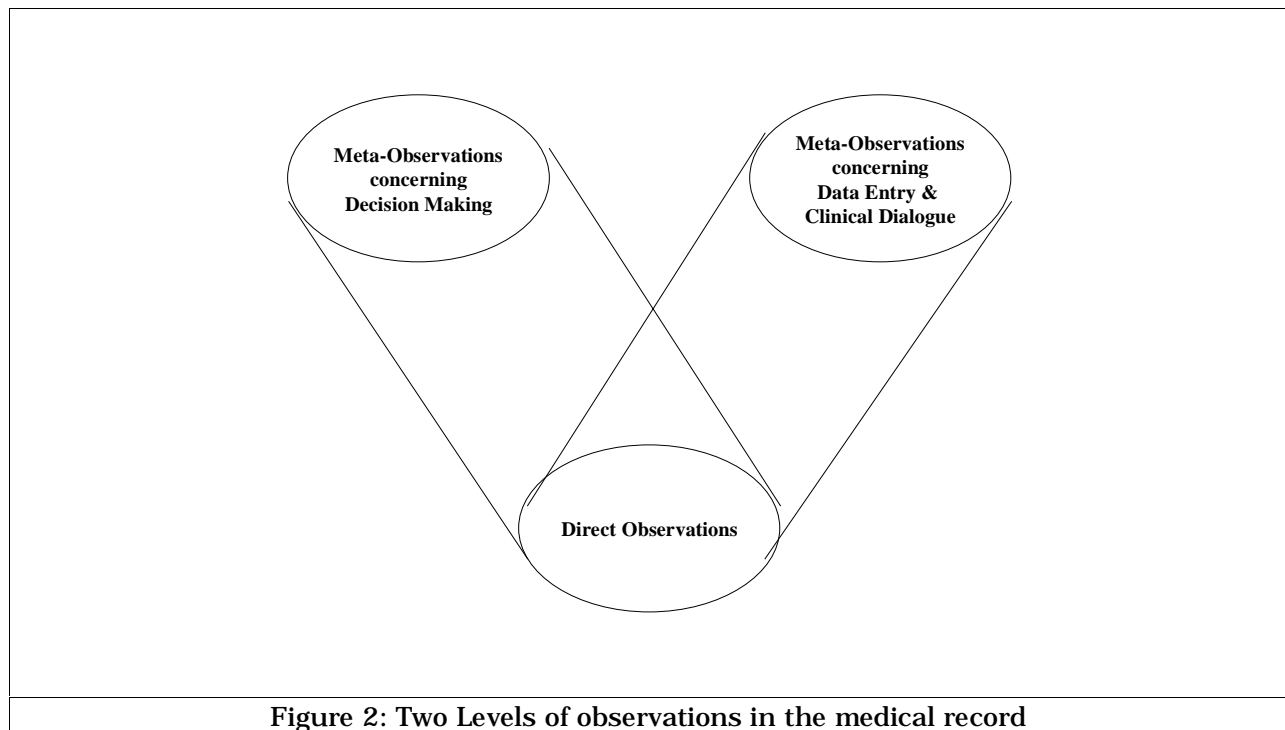 Meta-Observations
concerning
Decision Making
Meta-Observations
concerning
Data Entry &
Clinical Dialogue
Direct Observations
Figure 2: Two Levels of observations in the medical record